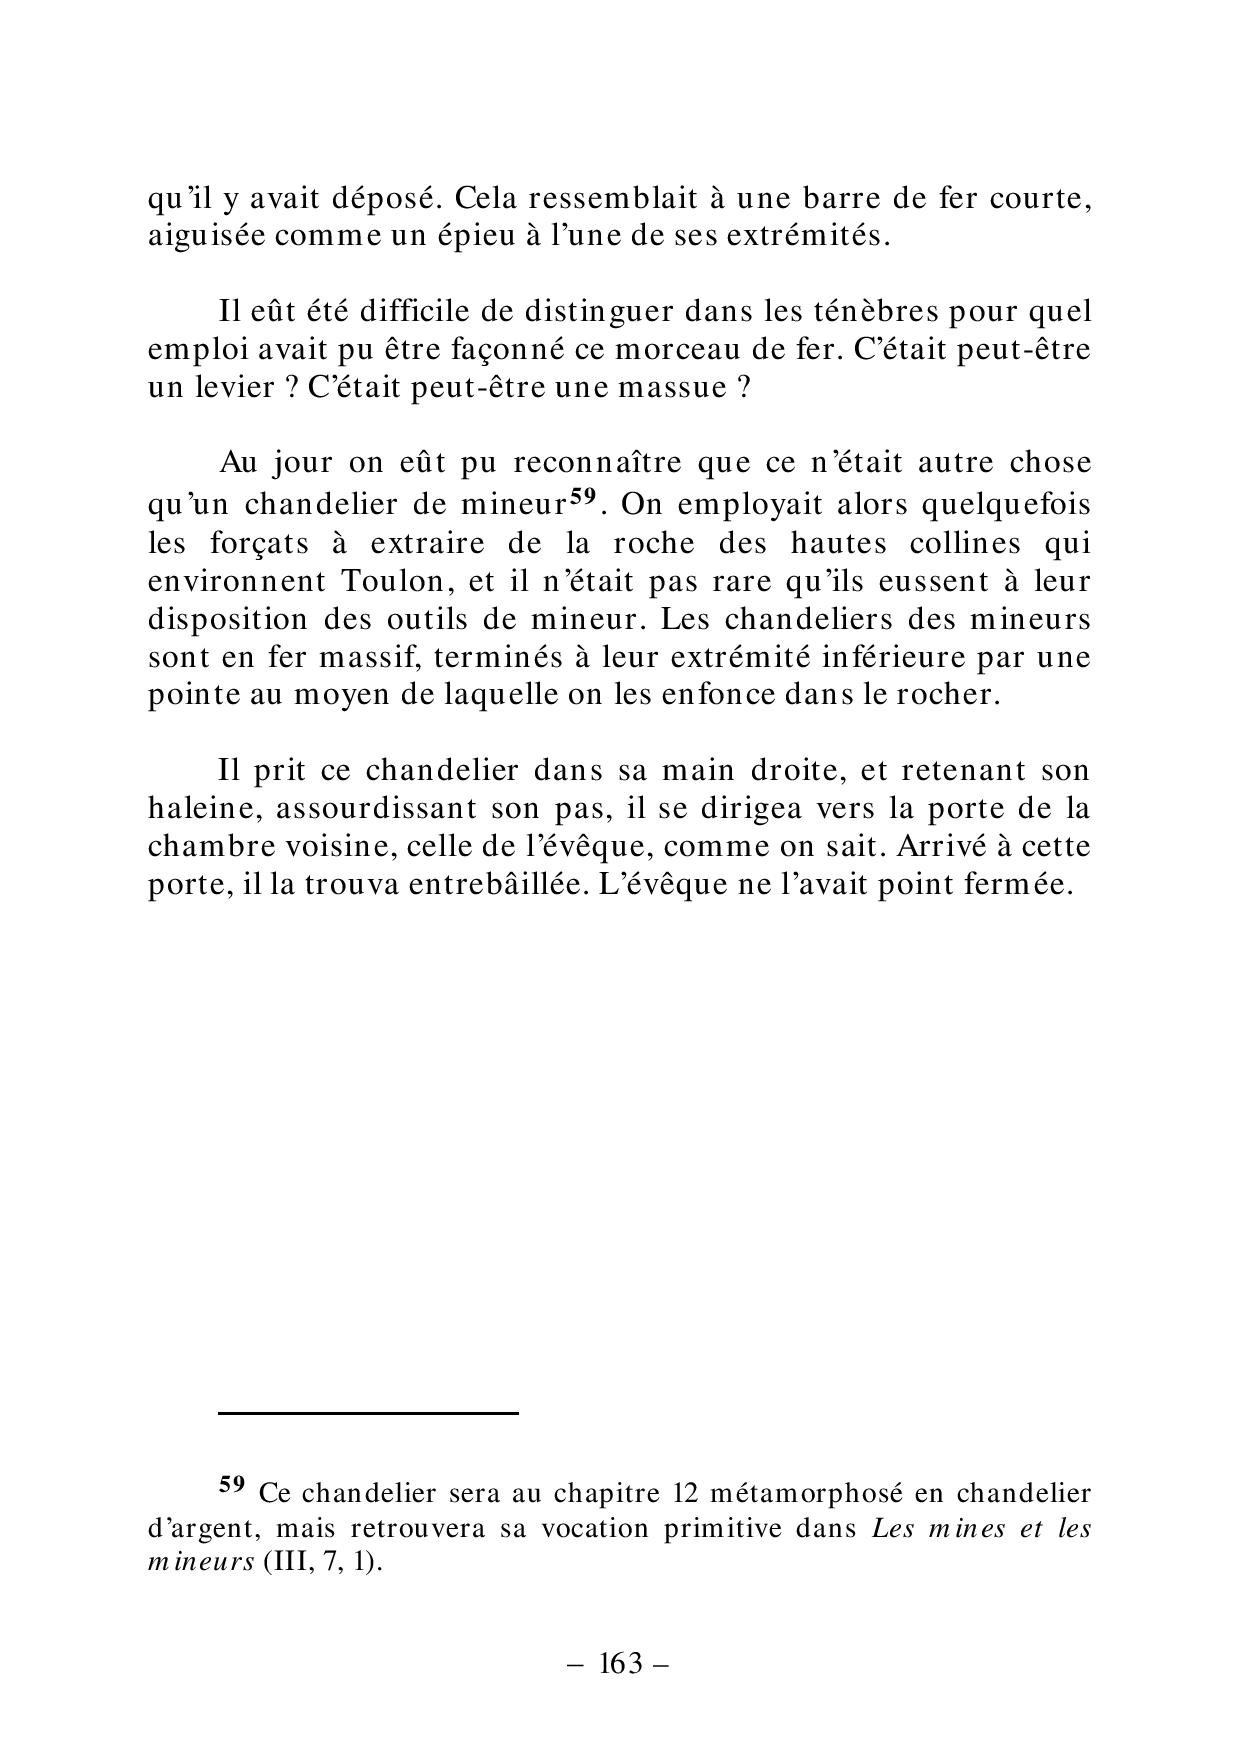 qu'il y avait déposé. Cela ressemblait à une barre de fer courte,
aiguisée comme un épieu à l'une de ses extrémités.
Il eût été difficile de distinguer dans les ténèbres pour quel
emploi avait pu être façonné ce morceau de fer. C'était peut-être
un levier ? C'était peut-être une massue ?
Au jour on eût pu reconnaître que ce n'était autre chose
qu'un chandelier de mineur59. On employait alors quelquefois
les forçats à extraire de la roche des hautes collines qui
environnent Toulon, et il n'était pas rare qu'ils eussent à leur
disposition des outils de mineur. Les chandeliers des mineurs
sont en fer massif, terminés à leur extrémité inférieure par une
pointe au moyen de laquelle on les enfonce dans le rocher.
Il prit ce chandelier dans sa main droite, et retenant son
haleine, assourdissant son pas, il se dirigea vers la porte de la
chambre voisine, celle de l'évêque, comme on sait. Arrivé à cette
porte, il la trouva entrebâillée. L'évêque ne l'avait point fermée.
59 Ce chandelier sera au chapitre 12 métamorphosé en chandelier
d'argent, mais retrouvera sa vocation primitive dans Les mines et les
mineurs (III, 7, 1).
– 163 –